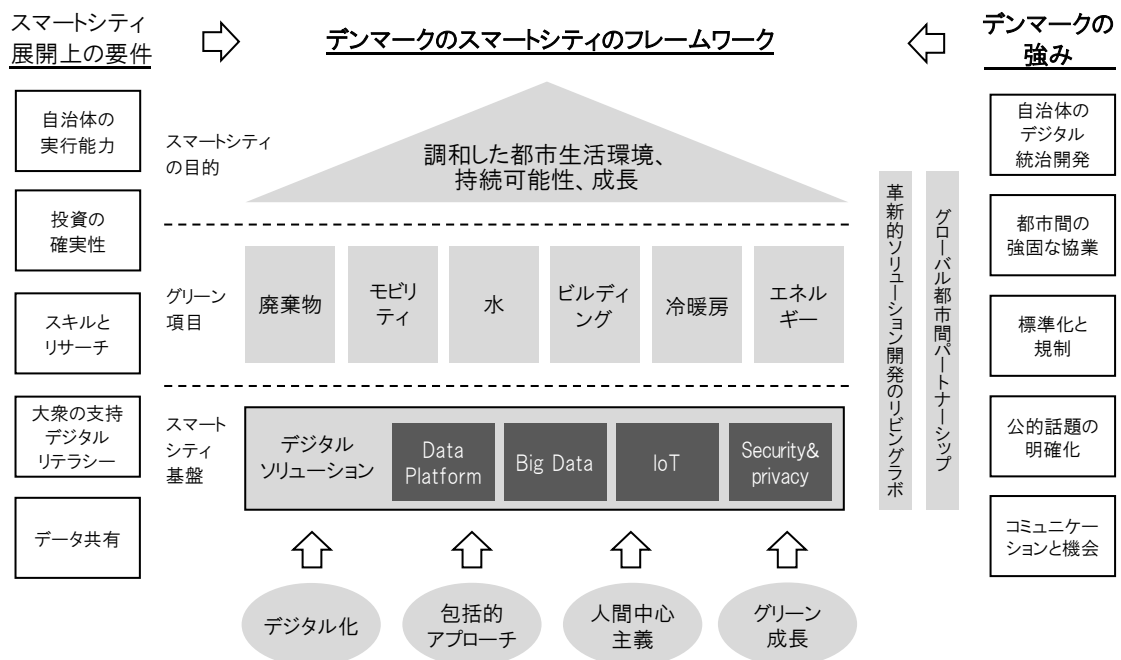 スマートシティ
展開上の要件
デンマークのスマートシティのフレームワーク
デンマークの
強み
自治体の
実行能力
投資の
確実性
スキルと
リサーチ
大衆の支持
デジタル
リテラシー
データ共有
スマートシティ
の目的
調和した都市生活環境、
持続可能性、成長
グリーン
項目
廃棄物
モビリ
ティ
水
ビルディ
ング
冷暖房
エネル
ギー
スマート
シティ
基盤
デジタル
ソリューション
Data
Platform
Big Data
IoT
Security&
privacy
デジタル化
包括的
アプローチ
人間中心
主義
グリーン
成長
革新的ソリューション開発のリビングラボ
グローバル都市間パートナーシップ
自治体の
デジタル
統治開発
都市間の
強固な協業
標準化と
規制
公的話題の
明確化
コミュニケー
ションと機会